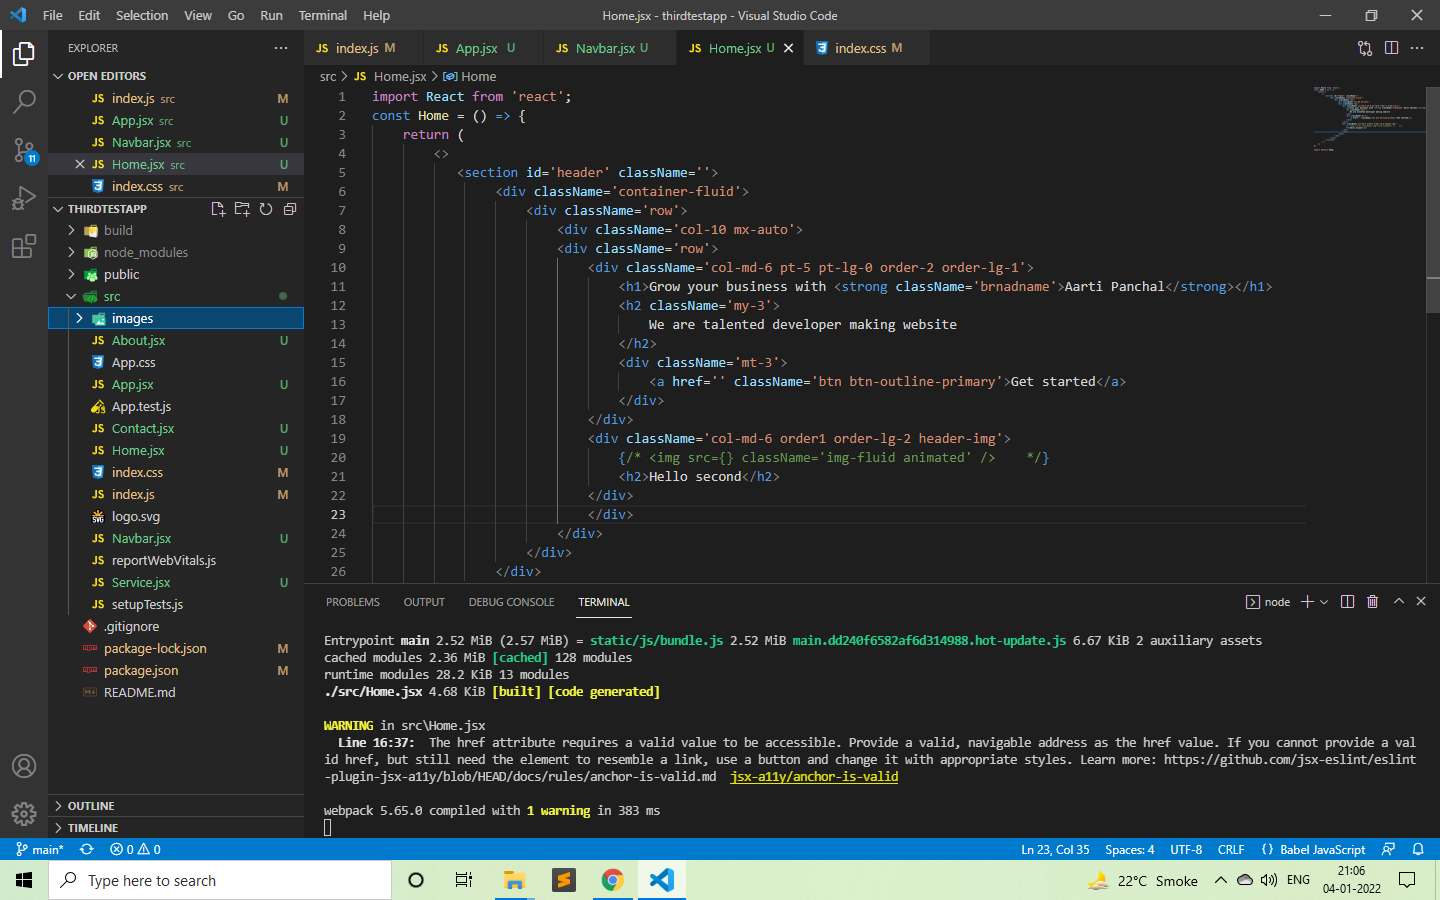 File Edit Selection View Go Run Terminal Help
Home.jsx - thirdtestapp - Visual Studio Code
EXPLORER
OPEN EDITORS
JS index.js src M
JS App.jsx src U
JS Navbar.jsx src U
JS Home.jsx src U
index.css src M
THIRDTESTAPP
build
node_modules
public
src
images
JS About.jsx U
App.css
JS App.jsx U
App.test.js
JS Contact.jsx U
JS Home.jsx U
index.css M
JS index.js M
logo.svg
JS Navbar.jsx U
JS reportWebVitals.js
JS Service.jsx U
JS setupTests.js
.gitignore
package-lock.json M
package.json M
README.md
OUTLINE
TIMELINE
11
JS index.js M JS App.jsx U JS Navbar.jsx U JS Home.jsx U index.css M
src > JS Home.jsx > Home
1 import React from 'react';
2 const Home = () => {
3 return (
4 <>
5 <section id='header' className=''>
6 <div className='container-fluid'>
7 <div className='row'>
8 <div className='col-10 mx-auto'>
9 <div className='row'>
10 <div className='col-md-6 pt-5 pt-lg-0 order-2 order-lg-1'>
11 <h1>Grow your business with <strong className='brnadname'>Aarti Panchal</strong></h1>
12 <h2 className='my-3'>
13 We are talented developer making website
14 </h2>
15 <div className='mt-3'>
16 <a href='' className='btn btn-outline-primary'>Get started</a>
17 </div>
18 </div>
19 <div className='col-md-6 order1 order-lg-2 header-img'>
20 {/* <img src={} className='img-fluid animated' /> */}
21 <h2>Hello second</h2>
22 </div>
23 </div>
24 </div>
25 </div>
26 </div>
PROBLEMS OUTPUT DEBUG CONSOLE TERMINAL
node
Entrypoint main 2.52 MiB (2.57 MiB) = static/js/bundle.js 2.52 MiB main.dd240f6582af6d314988.hot-update.js 6.67 KiB 2 auxiliary assets
cached modules 2.36 MiB [cached] 128 modules
runtime modules 28.2 KiB 13 modules
./src/Home.jsx 4.68 KiB [built] [code generated]
WARNING in src\Home.jsx
Line 16:37: The href attribute requires a valid value to be accessible. Provide a valid, navigable address as the href value. If you cannot provide a val
id href, but still need the element to resemble a link, use a button and change it with appropriate styles. Learn more: https://github.com/jsx-eslint/eslint
-plugin-jsx-a11y/blob/HEAD/docs/rules/anchor-is-valid.md jsx-a11y/anchor-is-valid
webpack 5.65.0 compiled with 1 warning in 383 ms
main* 0 0
Ln 23, Col 35 Spaces: 4 UTF-8 CRLF {} Babel JavaScript
Type here to search
22°C Smoke ENG
21:06
04-01-2022